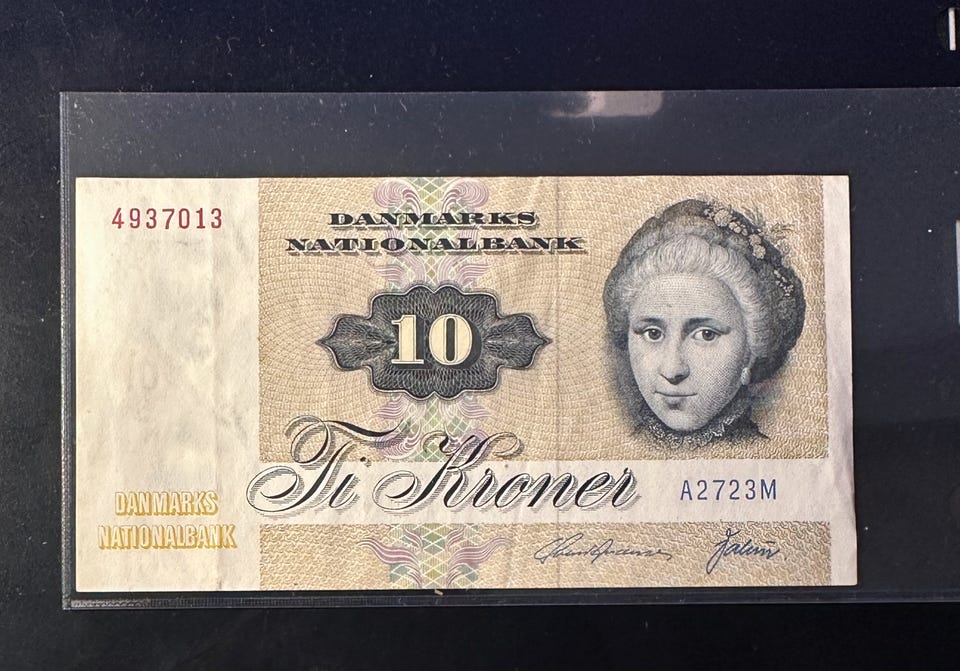 4937013
DANMARKS
NATIONALBANK
10
Ti Kroner
A2723M
DANMARKS
NATIONALBANK